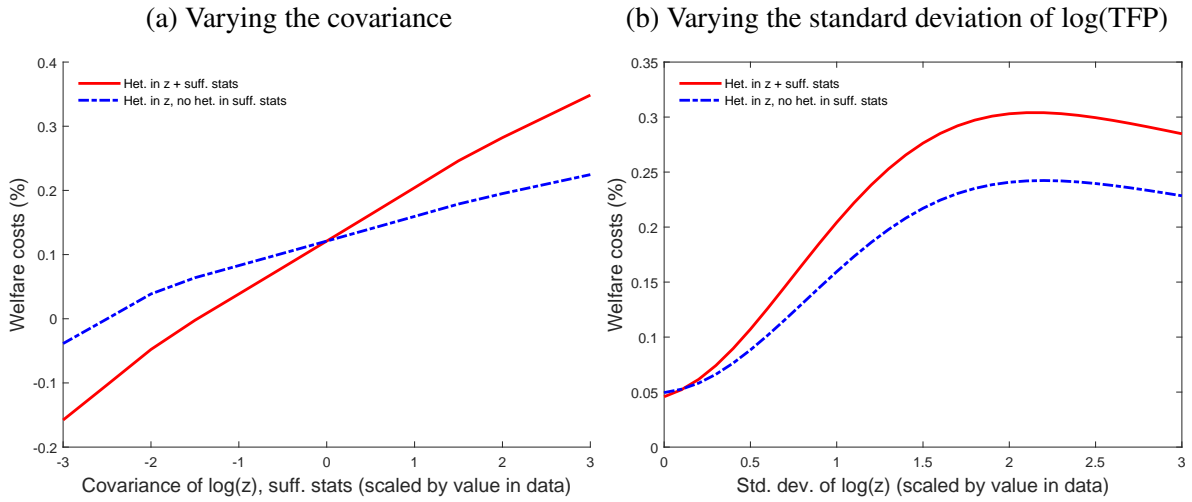 (a) Varying the covariance
0.4
0.3
0.2
0.1
0
-0.1
-0.2
-3
-2
-1
0
1
2
3
Welfare costs (%)
Covariance of log(z), suff. stats (scaled by value in data)
Het. in z + suff. stats
Het. in z, no het. in suff. stats
(b) Varying the standard deviation of log(TFP)
0.35
0.3
0.25
0.2
0.15
0.1
0.05
0
0
0.5
1
1.5
2
2.5
3
Welfare costs (%)
Std. dev. of log(z) (scaled by value in data)
Het. in z + suff. stats
Het. in z, no het. in suff. stats